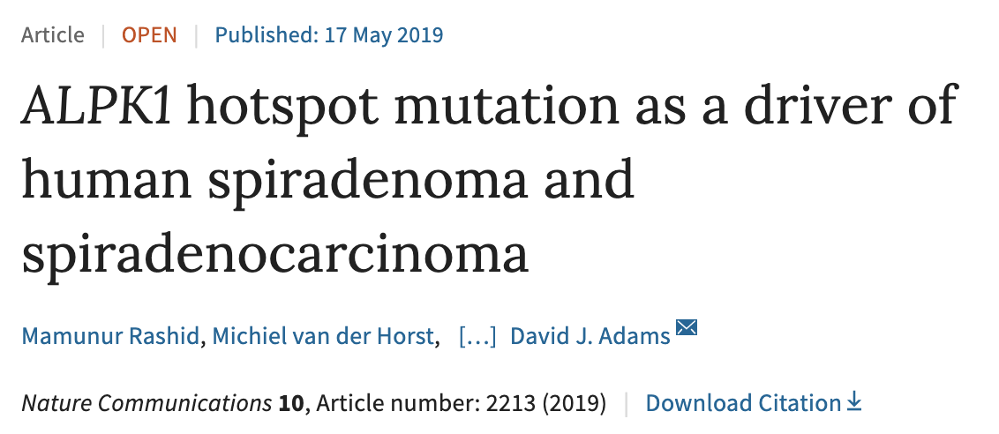 Article | OPEN | Published: 17 May 2019
ALPK1 hotspot mutation as a driver of
human spiradenoma and
spiradenocarcinoma
Mamunur Rashid, Michiel van der Horst, [...] David J. Adams
Nature Communications 10, Article number: 2213 (2019) | Download Citation